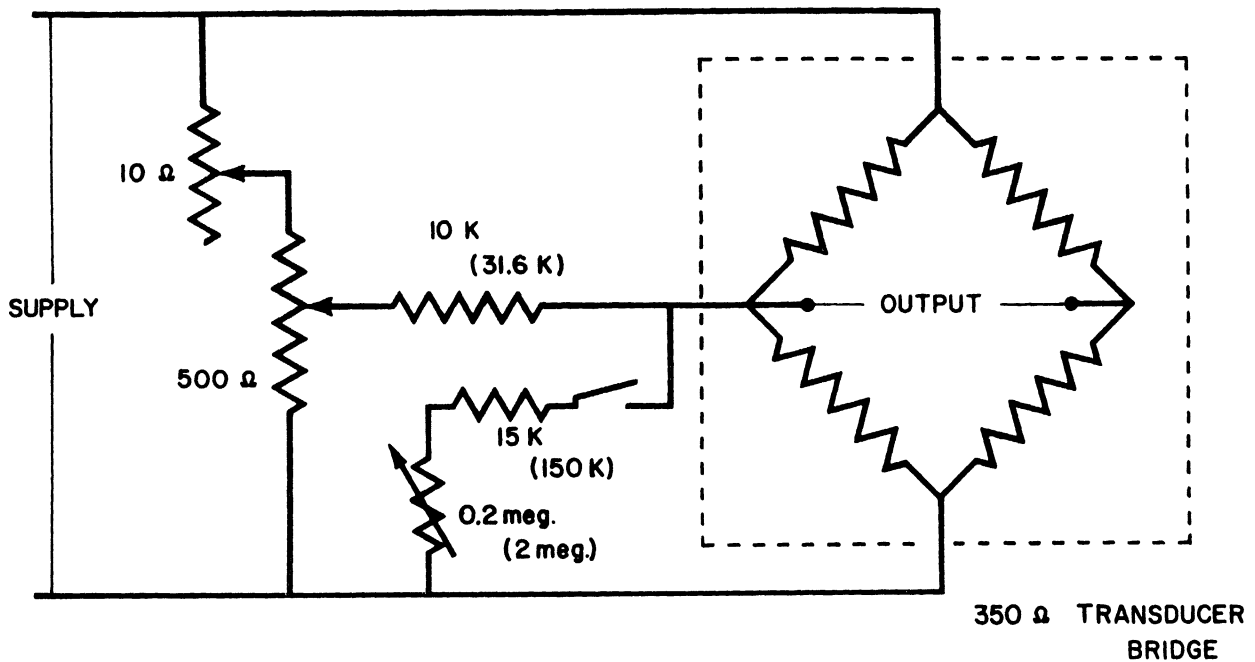 10 Ω
10 K
(31.6 K)
SUPPLY
OUTPUT
500 Ω
15 K
(150 K)
0.2 meg.
(2 meg.)
350 Ω TRANSDUCER
BRIDGE